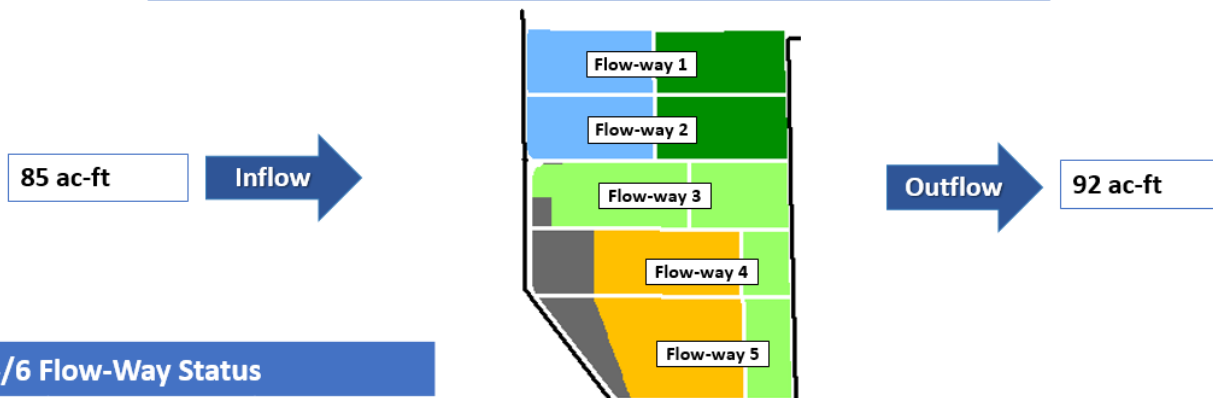 Flow-way 1
Flow-way 2
85 ac-ft
Inflow
Flow-way 3
Outflow
92 ac-ft
Flow-way 4
Flow-way 5
/6 Flow-Way Status